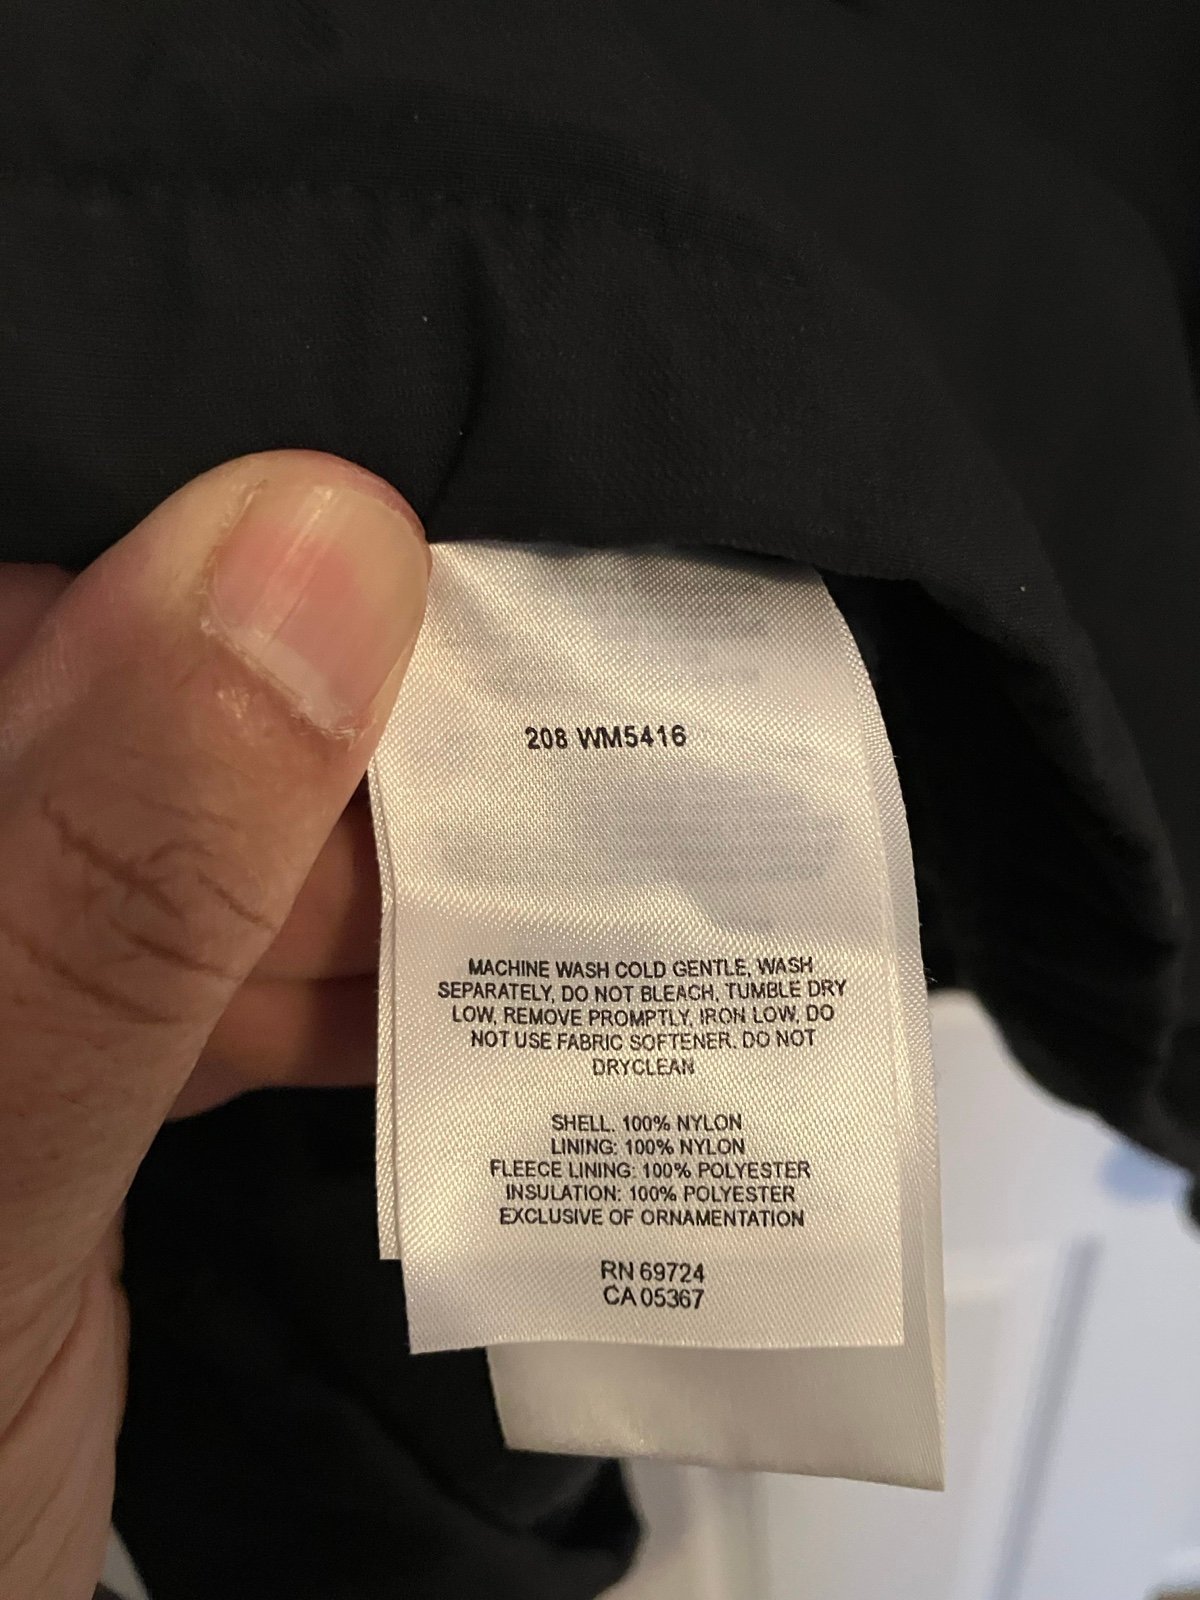 208 WM5416
MACHINE WASH COLD GENTLE, WASH
SEPARATELY, DO NOT BLEACH, TUMBLE DRY
LOW, REMOVE PROMPTLY, IRON LOW, DO
NOT USE FABRIC SOFTENER. DO NOT
DRYCLEAN
SHELL: 100% NYLON
LINING: 100% NYLON
FLEECE LINING: 100% POLYESTER
INSULATION: 100% POLYESTER
EXCLUSIVE OF ORNAMENTATION
RN 69724
CA 05367